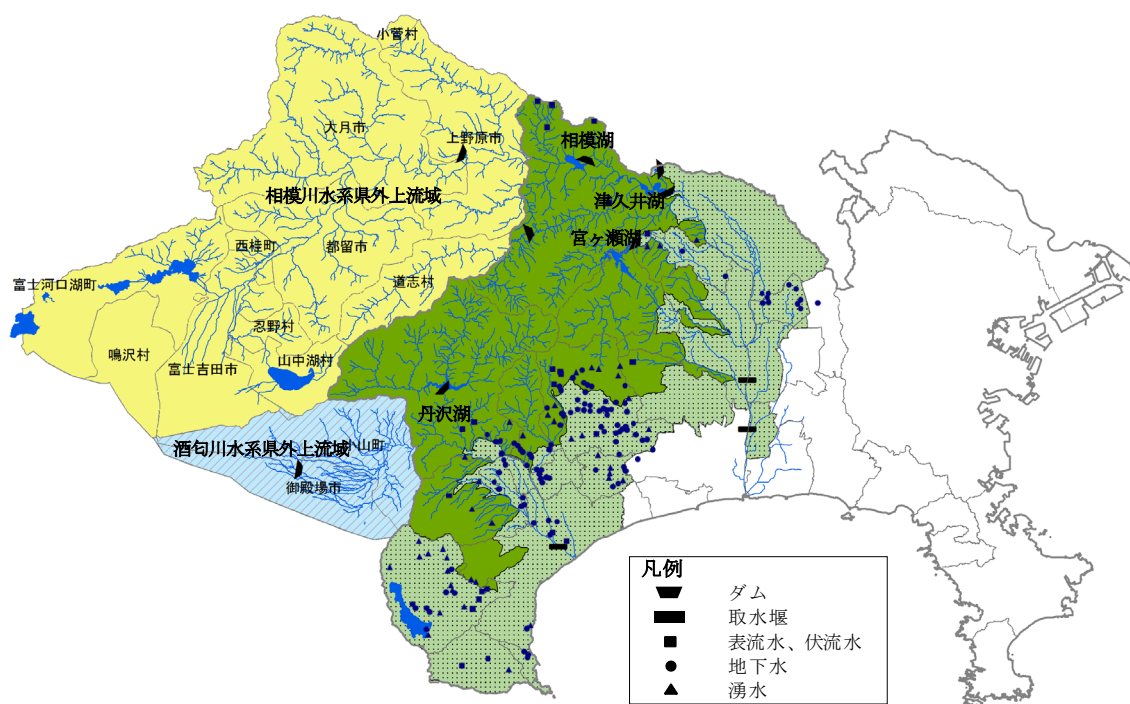 小菅村
大月市
上野原市
相模湖
相模川水系県外上流域
津久井湖
宮ヶ瀬湖
西桂町
都留市
富士河口湖町
道志村
忍野村
鳴沢村
富士吉田市
山中湖村
丹沢湖
酒匂川水系県外上流域
小山町
御殿場市
凡例
ダム
取水堰
表流水、伏流水
地下水
湧水